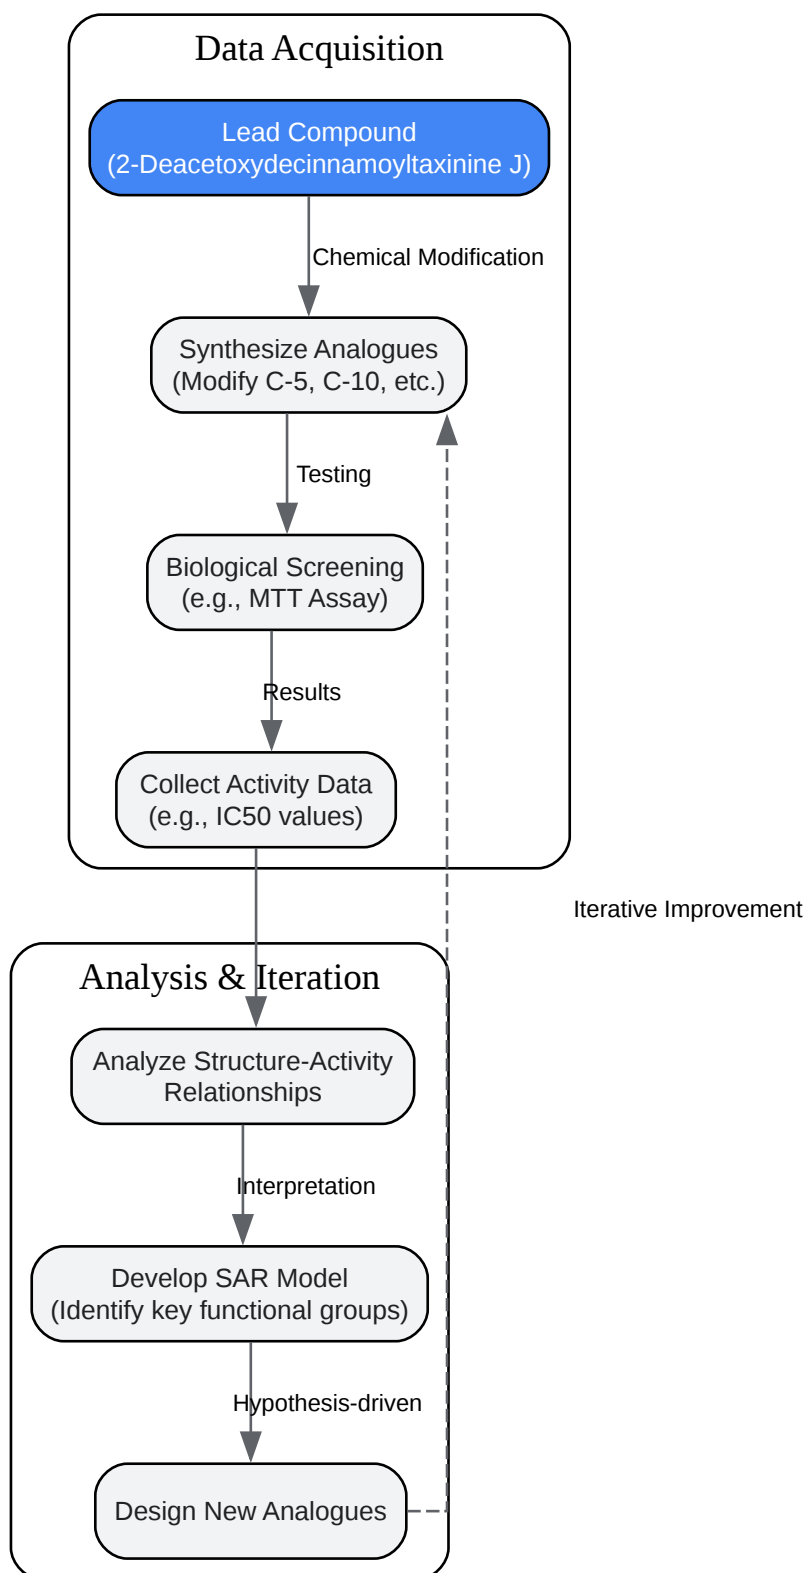 Data Acquisition
Lead Compound
(2-Deacetoxydecinnamoyltaxinine J)
Chemical Modification
Synthesize Analogues
(Modify C-5, C-10, etc.)
Testing
Biological Screening
(e.g., MTT Assay)
Results
Collect Activity Data
(e.g., IC50 values)
Iterative Improvement
Analysis & Iteration
Analyze Structure-Activity
Relationships
Interpretation
Develop SAR Model
(Identify key functional groups)
Hypothesis-driven
Design New Analogues